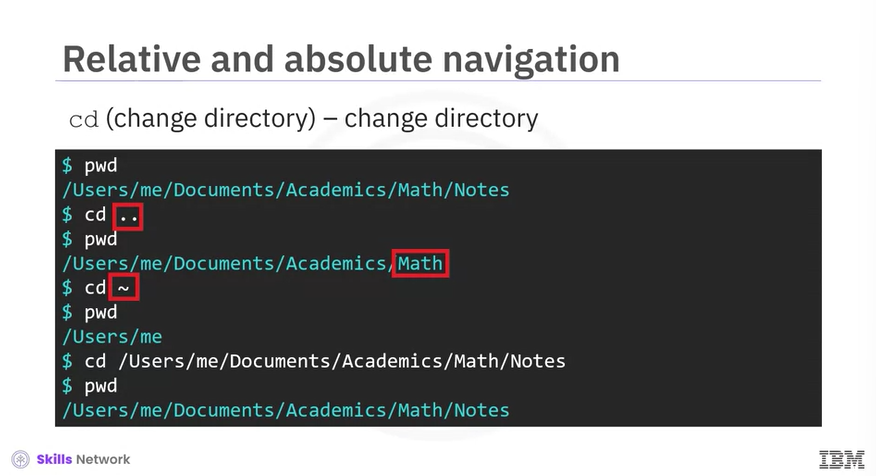 Relative and absolute navigation
cd (change directory) – change directory
$ pwd
/Users/me/Documents/Academics/Math/Notes
$ cd ..
$ pwd
/Users/me/Documents/Academics/Math
$ cd ~
$ pwd
/Users/me
$ cd /Users/me/Documents/Academics/Math/Notes
$ pwd
/Users/me/Documents/Academics/Math/Notes
Skills Network
IBM